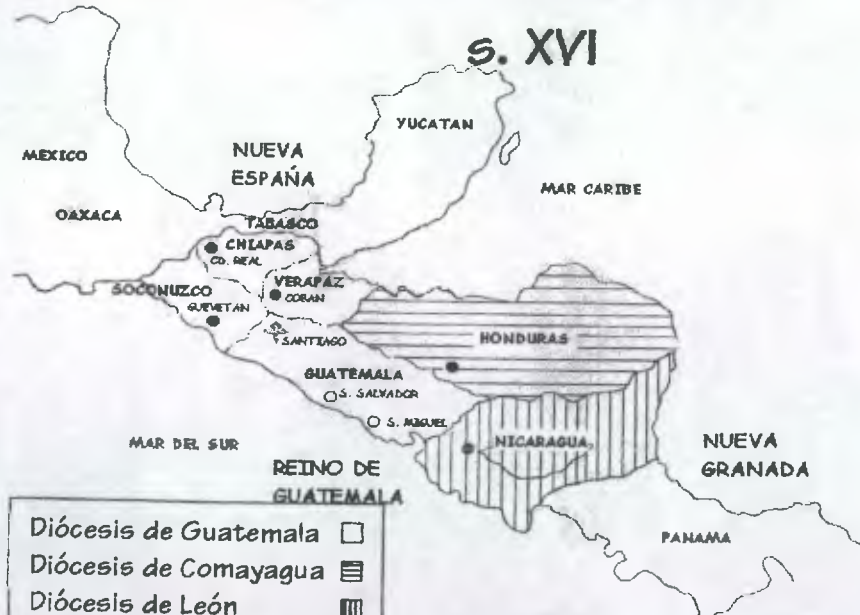 s. XVI
YUCATAN
MEXICO
NUEVA
ESPAÑA
MAR CARIBE
OAXACA
TABASCO
CHIAPAS
CD. REAL
VERAPAZ
COBAN
SOCONUZCO
GUEVETAN
SANTIAGO
HONDURAS
GUATEMALA
S. SALVADOR
S. MIGUEL
NICARAGUA
MAR DEL SUR
NUEVA
GRANADA
REINO DE
GUATEMALA
PANAMA
Diócesis de Guatemala
Diócesis de Comayagua
Diócesis de León